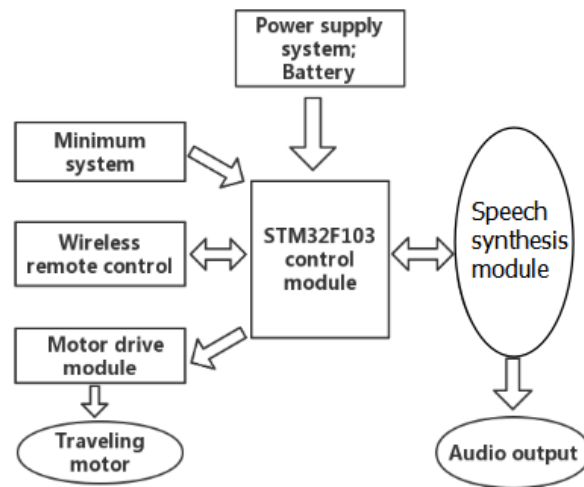 Power supply
system;
Battery
Minimum
system
STM32F103
control
module
Wireless
remote control
Speech
synthesis
module
Motor drive
module
Traveling
motor
Audio output